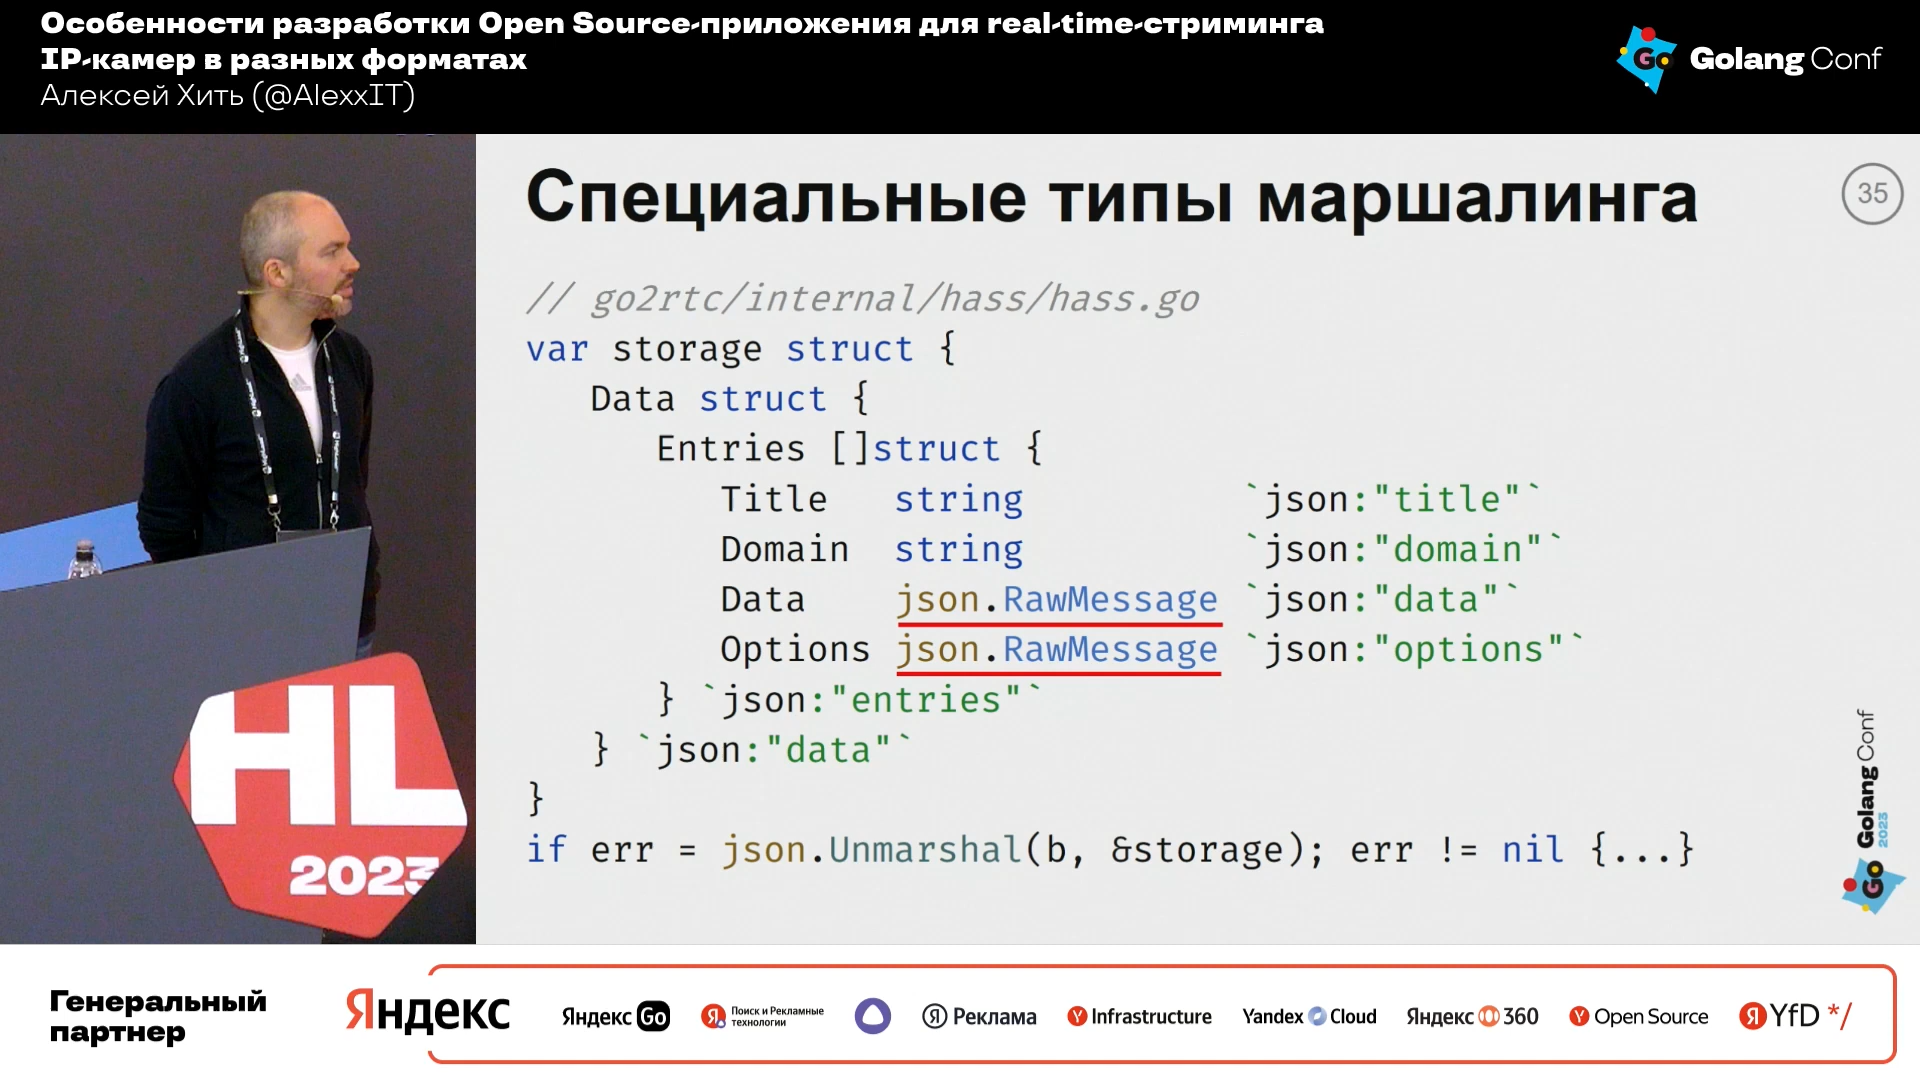 Особенности разработки Open Source-приложения для real-time-стриминга
IP-камер в разных форматах
Алексей Хить (@AlexxIT)
Go
Golang Conf
Специальные типы маршалинга
35
// go2rtc/internal/hass/hass.go
var storage struct {
Data struct {
Entries []struct {
Title string `json:"title"`
Domain string `json:"domain"`
Data json.RawMessage `json:"data"`
Options json.RawMessage `json:"options"`
} `json:"entries"`
} `json:"data"`
}
if err = json.Unmarshal(b, &storage); err != nil {...}
HL
2023
Go
Golang Conf
2023
Генеральный
партнер
Яндекс
Яндекс Go
Я
Поиск и Рекламные
технологии
Я Реклама
Y Infrastructure
Yandex Cloud
Яндекс 360
Y Open Source
Я YfD */